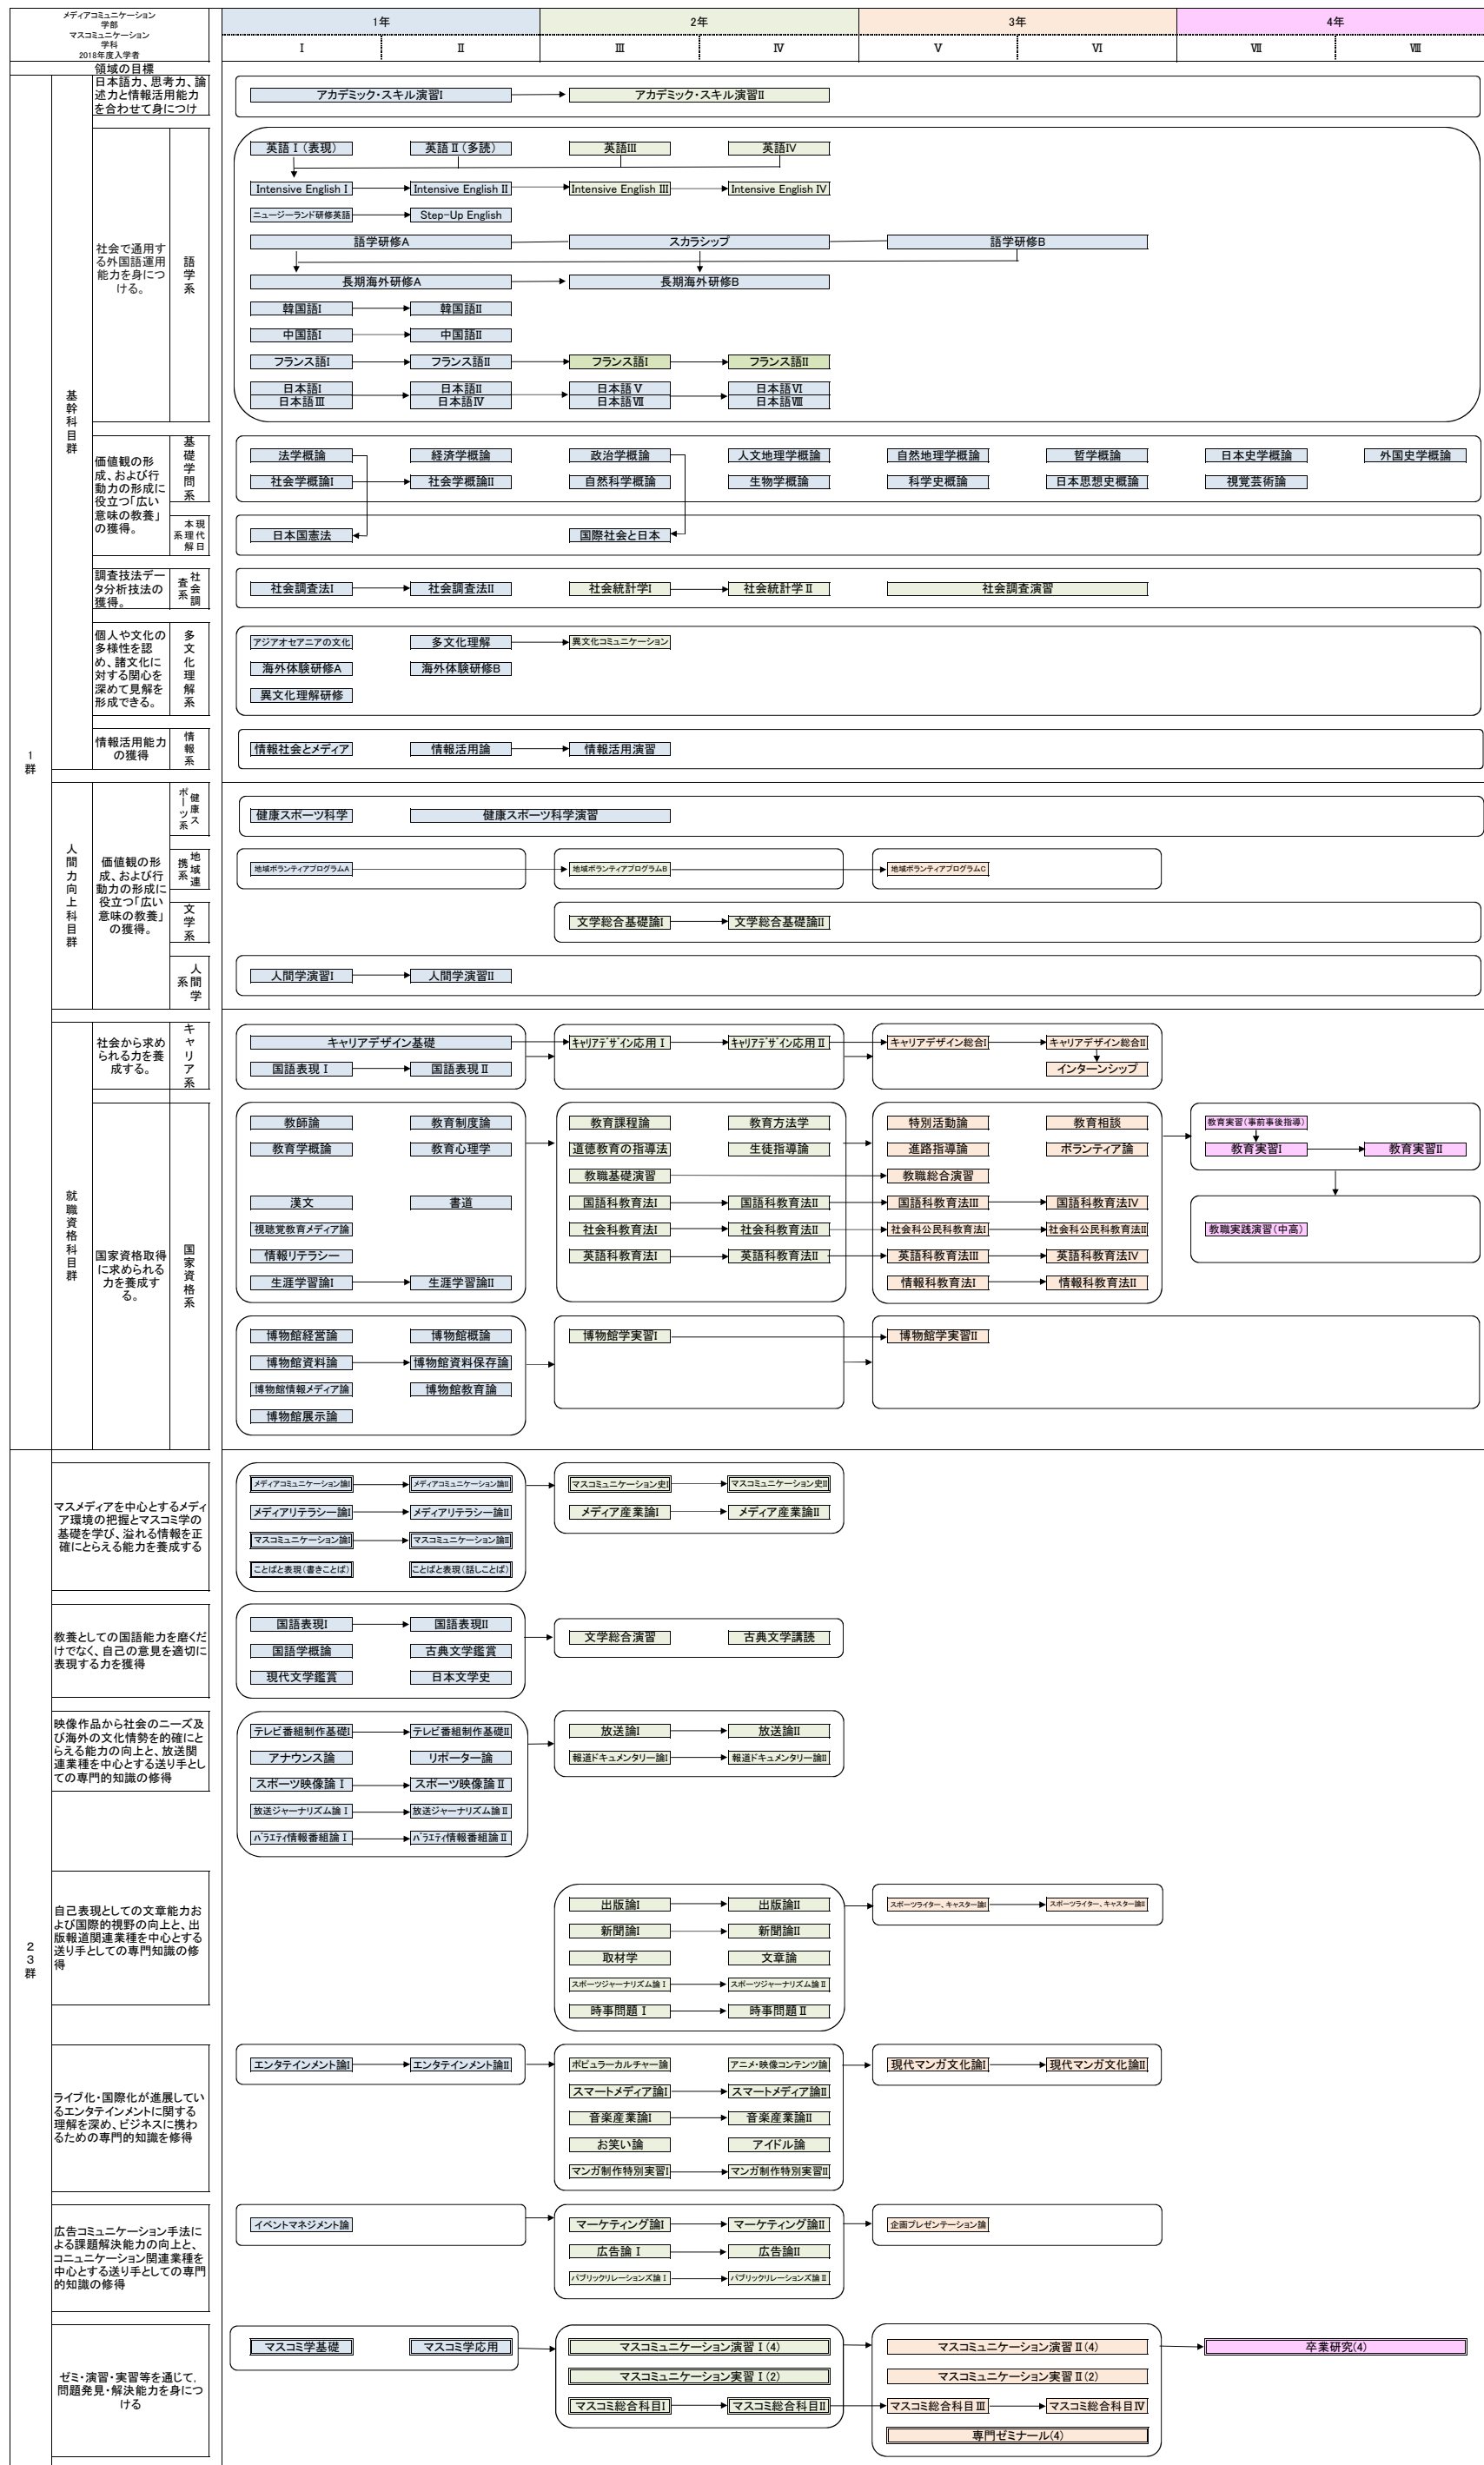 メディアコミュニケーション
学部
マスコミュニケーション
学科
2018年度入学者
1年
2年
3年
4年
Ⅰ
Ⅱ
Ⅲ
Ⅳ
Ⅴ
Ⅵ
Ⅶ
Ⅷ
領域の目標
1群
基幹科目群
日本語力、思考力、論
述力と情報活用能力
を合わせて身につけ
アカデミック・スキル演習I
アカデミック・スキル演習II
社会で通用す
る外国語運用
能力を身につ
ける。
語学系
英語Ⅰ（表現）
英語Ⅱ（多読）
英語III
英語IV
Intensive English I
Intensive English II
Intensive English III
Intensive English IV
ニュージーランド研修英語
Step-Up English
語学研修A
スカラシップ
語学研修B
長期海外研修A
長期海外研修B
韓国語I
韓国語II
中国語I
中国語II
フランス語I
フランス語II
フランス語I
フランス語II
日本語I
日本語II
日本語Ⅴ
日本語VI
日本語Ⅲ
日本語IV
日本語VII
日本語VIII
価値観の形
成、および行
動力の形成に
役立つ「広い
意味の教養」
の獲得。
基礎学問系
法学概論
経済学概論
政治学概論
人文地理学概論
自然地理学概論
哲学概論
日本史学概論
外国史学概論
社会学概論I
社会学概論II
自然科学概論
生物学概論
科学史概論
日本思想史概論
視覚芸術論
現代日本理解系
日本国憲法
国際社会と日本
調査技法デー
タ分析技法の
獲得。
社会調査系
社会調査法I
社会調査法II
社会統計学I
社会統計学Ⅱ
社会調査演習
個人や文化の
多様性を認
め、諸文化に
対する関心を
深めて見解を
形成できる。
多文化理解系
アジアオセアニアの文化
多文化理解
異文化コミュニケーション
海外体験研修A
海外体験研修B
異文化理解研修
情報活用能力
の獲得
情報系
情報社会とメディア
情報活用論
情報活用演習
人間力向上科目群
価値観の形
成、および行
動力の形成に
役立つ「広い
意味の教養」
の獲得。
健康スポーツ系
健康スポーツ科学
健康スポーツ科学演習
地域連携系
地域ボランティアプログラムA
地域ボランティアプログラムB
地域ボランティアプログラムC
文学系
文学総合基礎論I
文学総合基礎論II
人間学系
人間学演習I
人間学演習II
就職資格科目群
社会から求め
られる力を養
成する。
キャリア系
キャリアデザイン基礎
キャリアデザイン応用Ⅰ
キャリアデザイン応用Ⅱ
キャリアデザイン総合I
キャリアデザイン総合II
国語表現Ⅰ
国語表現Ⅱ
インターンシップ
国家資格取得
に求められる
力を養成す
る。
国家資格系
教師論
教育制度論
教育課程論
教育方法学
特別活動論
教育相談
教育実習（事前事後指導）
教育学概論
教育心理学
道徳教育の指導法
生徒指導論
進路指導論
ボランティア論
教育実習I
教育実習II
教職基礎演習
教職総合演習
漢文
書道
国語科教育法I
国語科教育法II
国語科教育法III
国語科教育法IV
視聴覚教育メディア論
社会科教育法I
社会科教育法II
社会科公民科教育法I
社会科公民科教育法II
教職実践演習（中高）
情報リテラシー
英語科教育法I
英語科教育法II
英語科教育法III
英語科教育法IV
生涯学習論I
生涯学習論II
情報科教育法I
情報科教育法II
博物館経営論
博物館概論
博物館学実習I
博物館学実習II
博物館資料論
博物館資料保存論
博物館情報メディア論
博物館教育論
博物館展示論
23群
マスメディアを中心とするメディ
ア環境の把握とマスコミ学の
基礎を学び、溢れる情報を正
確にとらえる能力を養成する
メディアコミュニケーション論I
メディアコミュニケーション論II
マスコミュニケーション史I
マスコミュニケーション史II
メディアリテラシー論I
メディアリテラシー論II
メディア産業論I
メディア産業論II
マスコミュニケーション論I
マスコミュニケーション論II
ことばと表現（書きことば）
ことばと表現（話しことば）
教養としての国語能力を磨くだ
けでなく、自己の意見を適切に
表現する力を獲得
国語表現I
国語表現II
文学総合演習
古典文学講読
国語学概論
古典文学鑑賞
現代文学鑑賞
日本文学史
映像作品から社会のニーズ及
び海外の文化情勢を的確にと
らえる能力の向上と、放送関
連業種を中心とする送り手とし
ての専門的知識の修得
テレビ番組制作基礎I
テレビ番組制作基礎II
放送論I
放送論II
アナウンス論
リポーター論
報道ドキュメンタリー論I
報道ドキュメンタリー論II
スポーツ映像論Ⅰ
スポーツ映像論Ⅱ
放送ジャーナリズム論Ⅰ
放送ジャーナリズム論Ⅱ
バラエティ情報番組論Ⅰ
バラエティ情報番組論Ⅱ
自己表現としての文章能力お
よび国際的視野の向上と、出
版報道関連業種を中心とする
送り手としての専門知識の修
得
出版論I
出版論II
スポーツライター、キャスター論I
スポーツライター、キャスター論II
新聞論I
新聞論II
取材学
文章論
スポーツジャーナリズム論Ⅰ
スポーツジャーナリズム論Ⅱ
時事問題Ⅰ
時事問題Ⅱ
ライブ化・国際化が進展してい
るエンタテインメントに関する
理解を深め、ビジネスに携わ
るための専門的知識を修得
エンタテインメント論I
エンタテインメント論II
ポピュラーカルチャー論
アニメ・映像コンテンツ論
現代マンガ文化論I
現代マンガ文化論II
スマートメディア論I
スマートメディア論II
音楽産業論I
音楽産業論II
お笑い論
アイドル論
マンガ制作特別実習I
マンガ制作特別実習II
広告コミュニケーション手法に
よる課題解決能力の向上と、
コニュニケーション関連業種を
中心とする送り手としての専門
的知識の修得
イベントマネジメント論
マーケティング論I
マーケティング論II
企画プレゼンテーション論
広告論Ⅰ
広告論II
パブリックリレーションズ論Ⅰ
パブリックリレーションズ論Ⅱ
ゼミ・演習・実習等を通じて、
問題発見・解決能力を身につ
ける
マスコミ学基礎
マスコミ学応用
マスコミュニケーション演習Ⅰ(4)
マスコミュニケーション演習Ⅱ(4)
卒業研究(4)
マスコミュニケーション実習Ⅰ(2)
マスコミュニケーション実習Ⅱ(2)
マスコミ総合科目I
マスコミ総合科目II
マスコミ総合科目Ⅲ
マスコミ総合科目Ⅳ
専門ゼミナール(4)